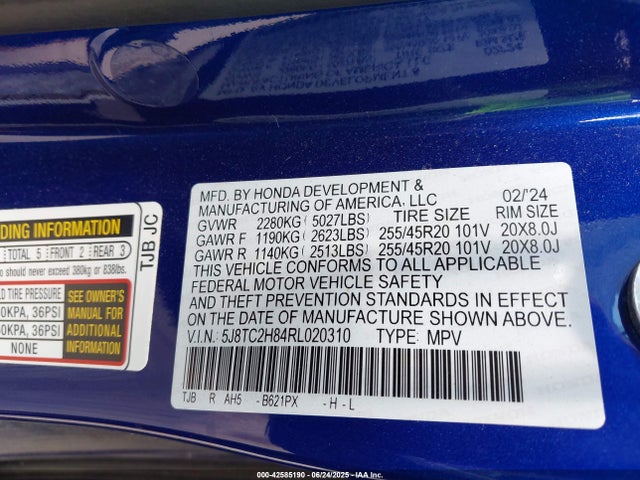 MFD. BY HONDA DEVELOPMENT &
MANUFACTURING OF AMERICA, LLC 02/24
GVWR 2280KG ( 5027LBS) TIRE SIZE RIM SIZE
GAWR F 1190KG ( 2623LBS) 255/45R20 101V 20X8.0J
GAWR R 1140KG ( 2513LBS) 255/45R20 101V 20X8.0J
THIS VEHICLE CONFORMS TO ALL APPLICABLE
FEDERAL MOTOR VEHICLE SAFETY
AND THEFT PREVENTION STANDARDS IN EFFECT
ON THE DATE OF MANUFACTURE SHOWN ABOVE.
V.I.N.: 5J8TC2H84RL020310 TYPE: MPV
TJB R AH5 - B621PX - H - L
DING INFORMATION
TOTAL 5 FRONT 2 REAR 3
should never exceed 380kg or 838lbs.
TIRE PRESSURE
0KPA, 36PSI
0KPA, 36PSI
NONE
SEE OWNER'S
MANUAL FOR
ADDITIONAL
INFORMATION
TJB JC
000-42585190 - 06/24/2025 - IAA Inc.